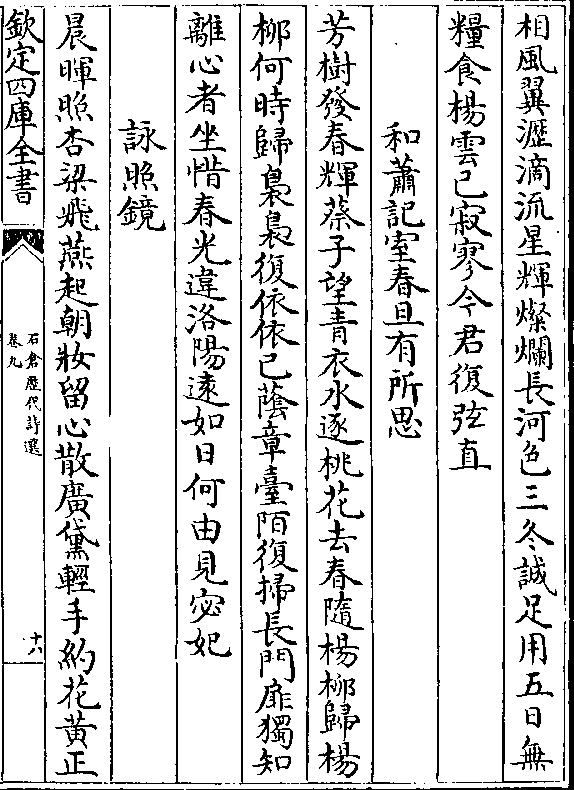 相風翼瀝滴流星輝燦爛長河色三冬誠足用五日無
糧食楊雲已寂寥今君復弦直
和蕭記室春旦有所思
芳樹發春輝蔡子望青衣水逐桃花去春隨楊柳歸楊
柳何時歸裊裊復依依已蔭章臺陌復掃長門扉獨知
離心者坐惜春光違洛陽遠如日何由見宓妃
詠照鏡
晨暉照杏梁飛燕起朝妝留心散廣黛輕手約花黃正
欽定四庫全書
石倉歷代詩選
卷九
十六